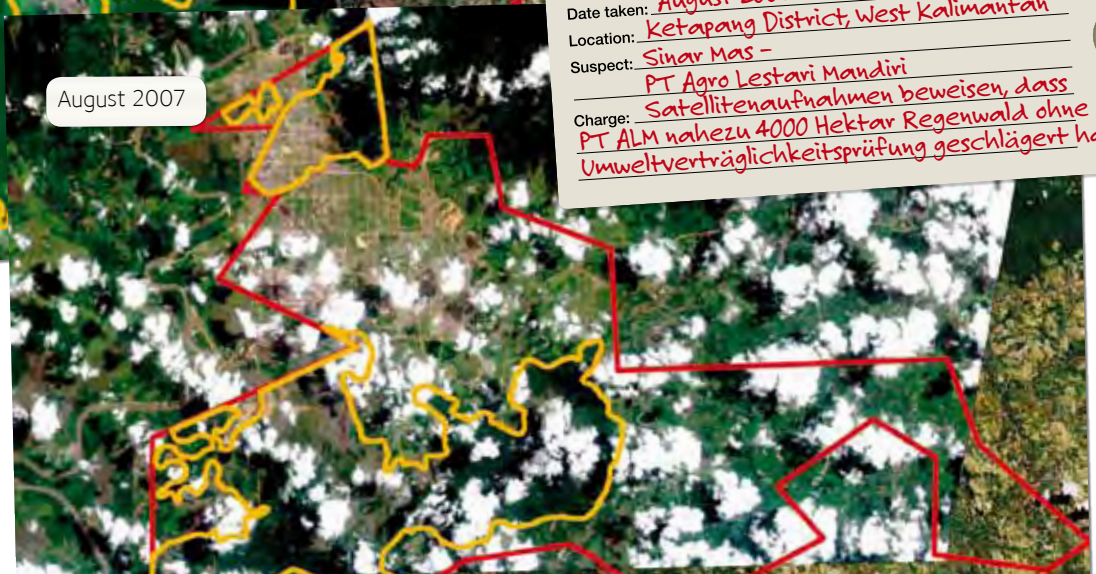 August 2007
Date taken: August
Location: Ketapang District, West Kalimantan
Suspect: Sinar Mas –
PT Agro Lestari Mandiri
Charge: Satellitenaufnahmen beweisen, dass
PT ALM nahezu 4000 Hektar Regenwald ohne
Umweltverträglichkeitsprüfung geschlägert